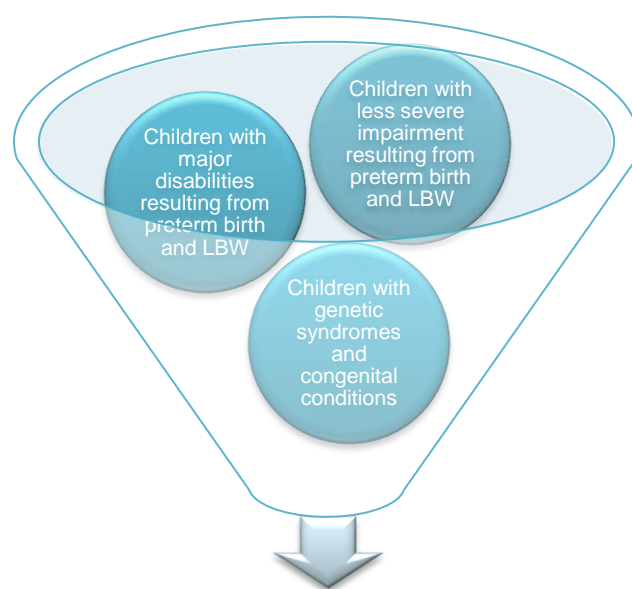 Children with
major
disabilities
resulting from
preterm birth
and LBW
Children with
less severe
impairment
resulting from
preterm birth
and LBW
Children with
genetic
syndromes
and
congenital
conditions